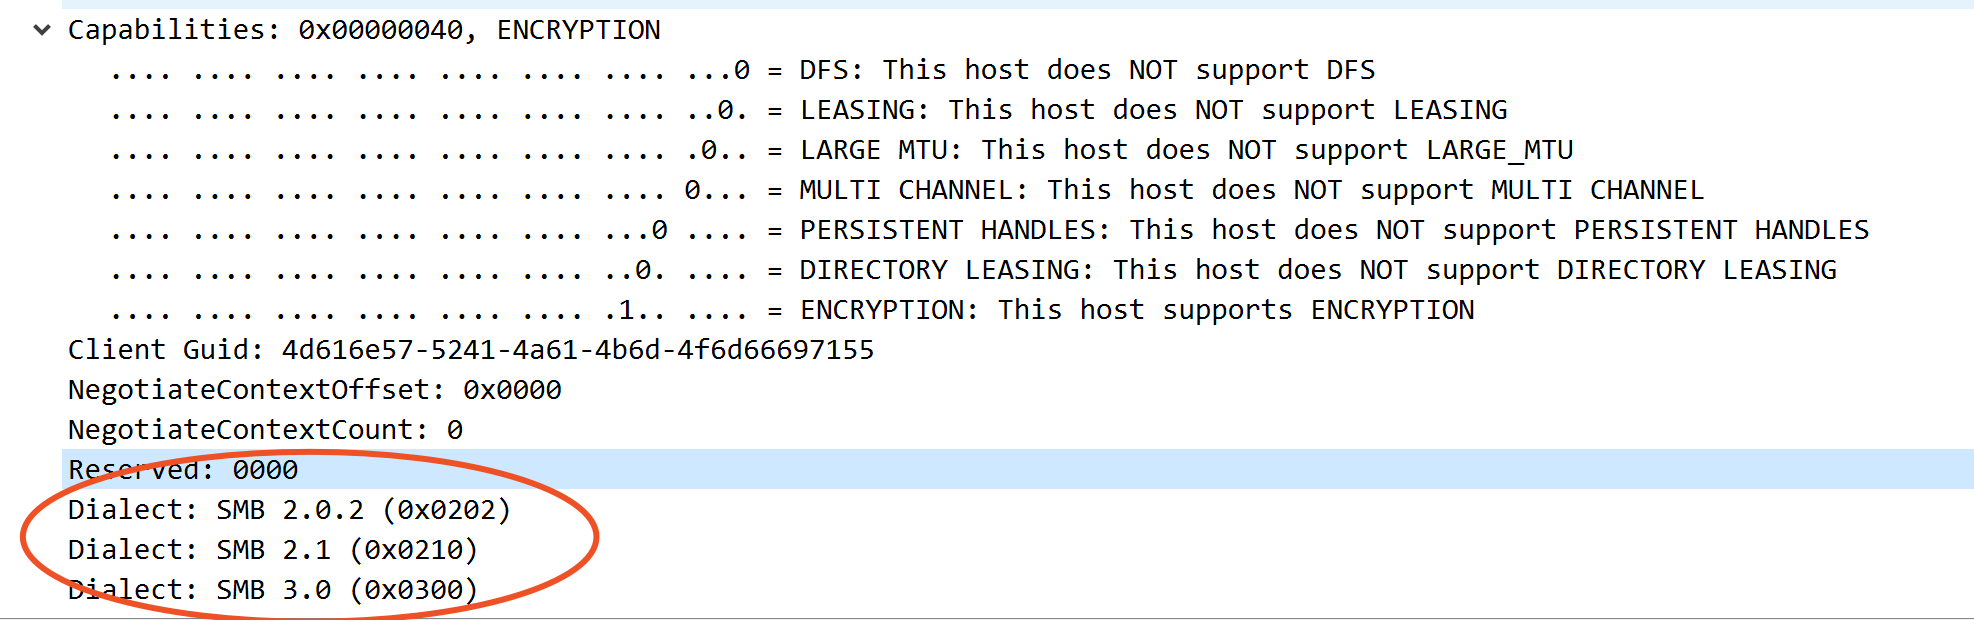 Capabilities: 0x00000040, ENCRYPTION
.... .... .... .... .... .... .... ...0 = DFS: This host does NOT support DFS
.... .... .... .... .... .... .... ..0. = LEASING: This host does NOT support LEASING
.... .... .... .... .... .... .... .0.. = LARGE MTU: This host does NOT support LARGE_MTU
.... .... .... .... .... .... .... 0... = MULTI CHANNEL: This host does NOT support MULTI CHANNEL
.... .... .... .... .... .... ...0 .... = PERSISTENT HANDLES: This host does NOT support PERSISTENT HANDLES
.... .... .... .... .... .... ..0. .... = DIRECTORY LEASING: This host does NOT support DIRECTORY LEASING
.... .... .... .... .... .... .1.. .... = ENCRYPTION: This host supports ENCRYPTION
Client Guid: 4d616e57-5241-4a61-4b6d-4f6d66697155
NegotiateContextOffset: 0x0000
NegotiateContextCount: 0
Reserved: 0000
Dialect: SMB 2.0.2 (0x0202)
Dialect: SMB 2.1 (0x0210)
Dialect: SMB 3.0 (0x0300)